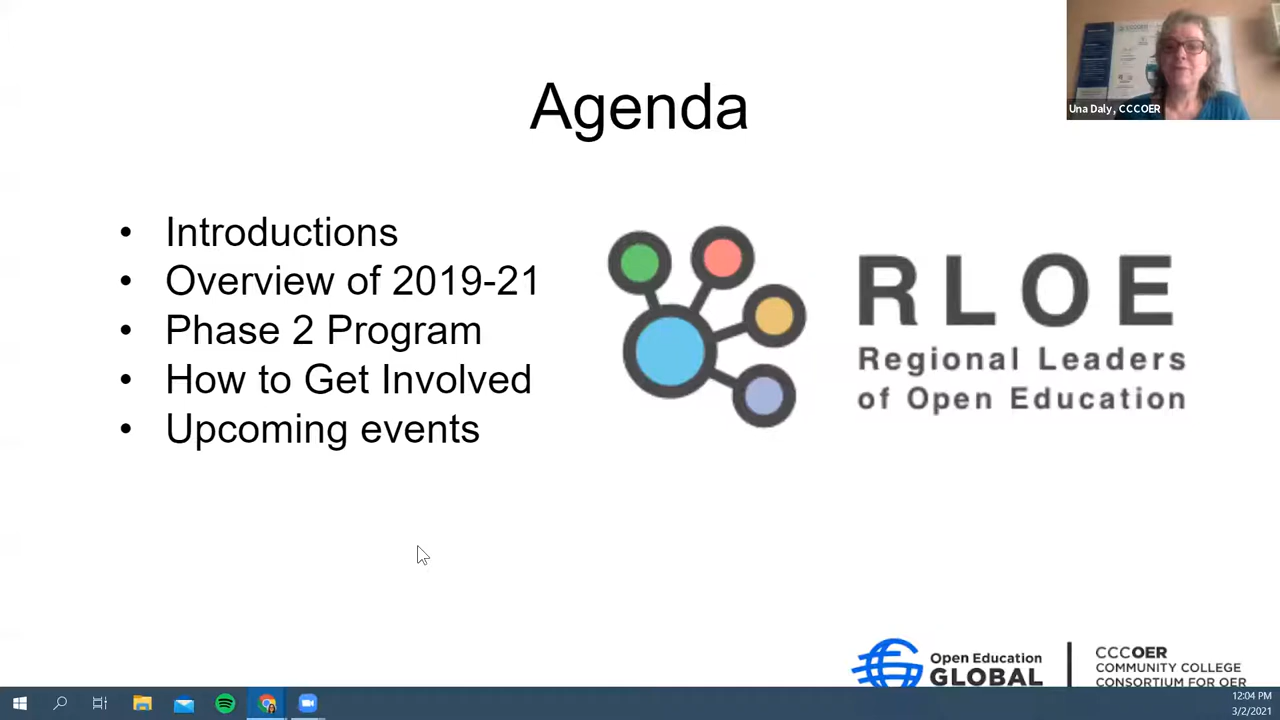 Agenda
Una Daly, CCCOER
• Introductions
• Overview of 2019-21
• Phase 2 Program
• How to Get Involved
• Upcoming events
RLOE
Regional Leaders
of Open Education
Open Education
GLOBAL
CCCOER
COMMUNITY COLLEGE
CONSORTIUM FOR OER
12:04 PM
3/2/2021